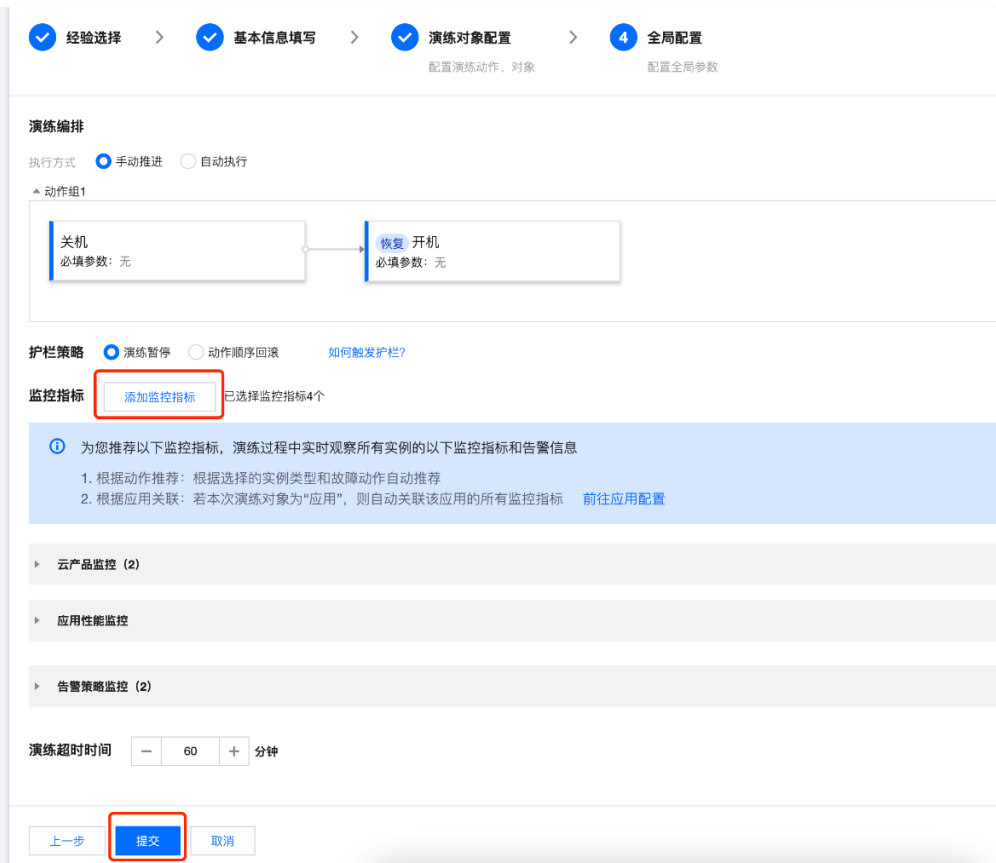 经验选择 > 基本信息填写 > 演练对象配置 > 4 全局配置
配置演练动作、对象 配置全局参数
演练编排
执行方式 手动推进 自动执行
动作组1
关机 恢复 开机
必填参数：无 必填参数：无
护栏策略 演练暂停 动作顺序回滚 如何触发护栏?
监控指标 添加监控指标 已选择监控指标4个
为您推荐以下监控指标，演练过程中实时观察所有实例的以下监控指标和告警信息
1. 根据动作推荐：根据选择的实例类型和故障动作自动推荐
2. 根据应用关联：若本次演练对象为“应用”，则自动关联该应用的所有监控指标 前往应用配置
云产品监控（2）
应用性能监控
告警策略监控（2）
演练超时时间 － 60 + 分钟
上一步 提交 取消